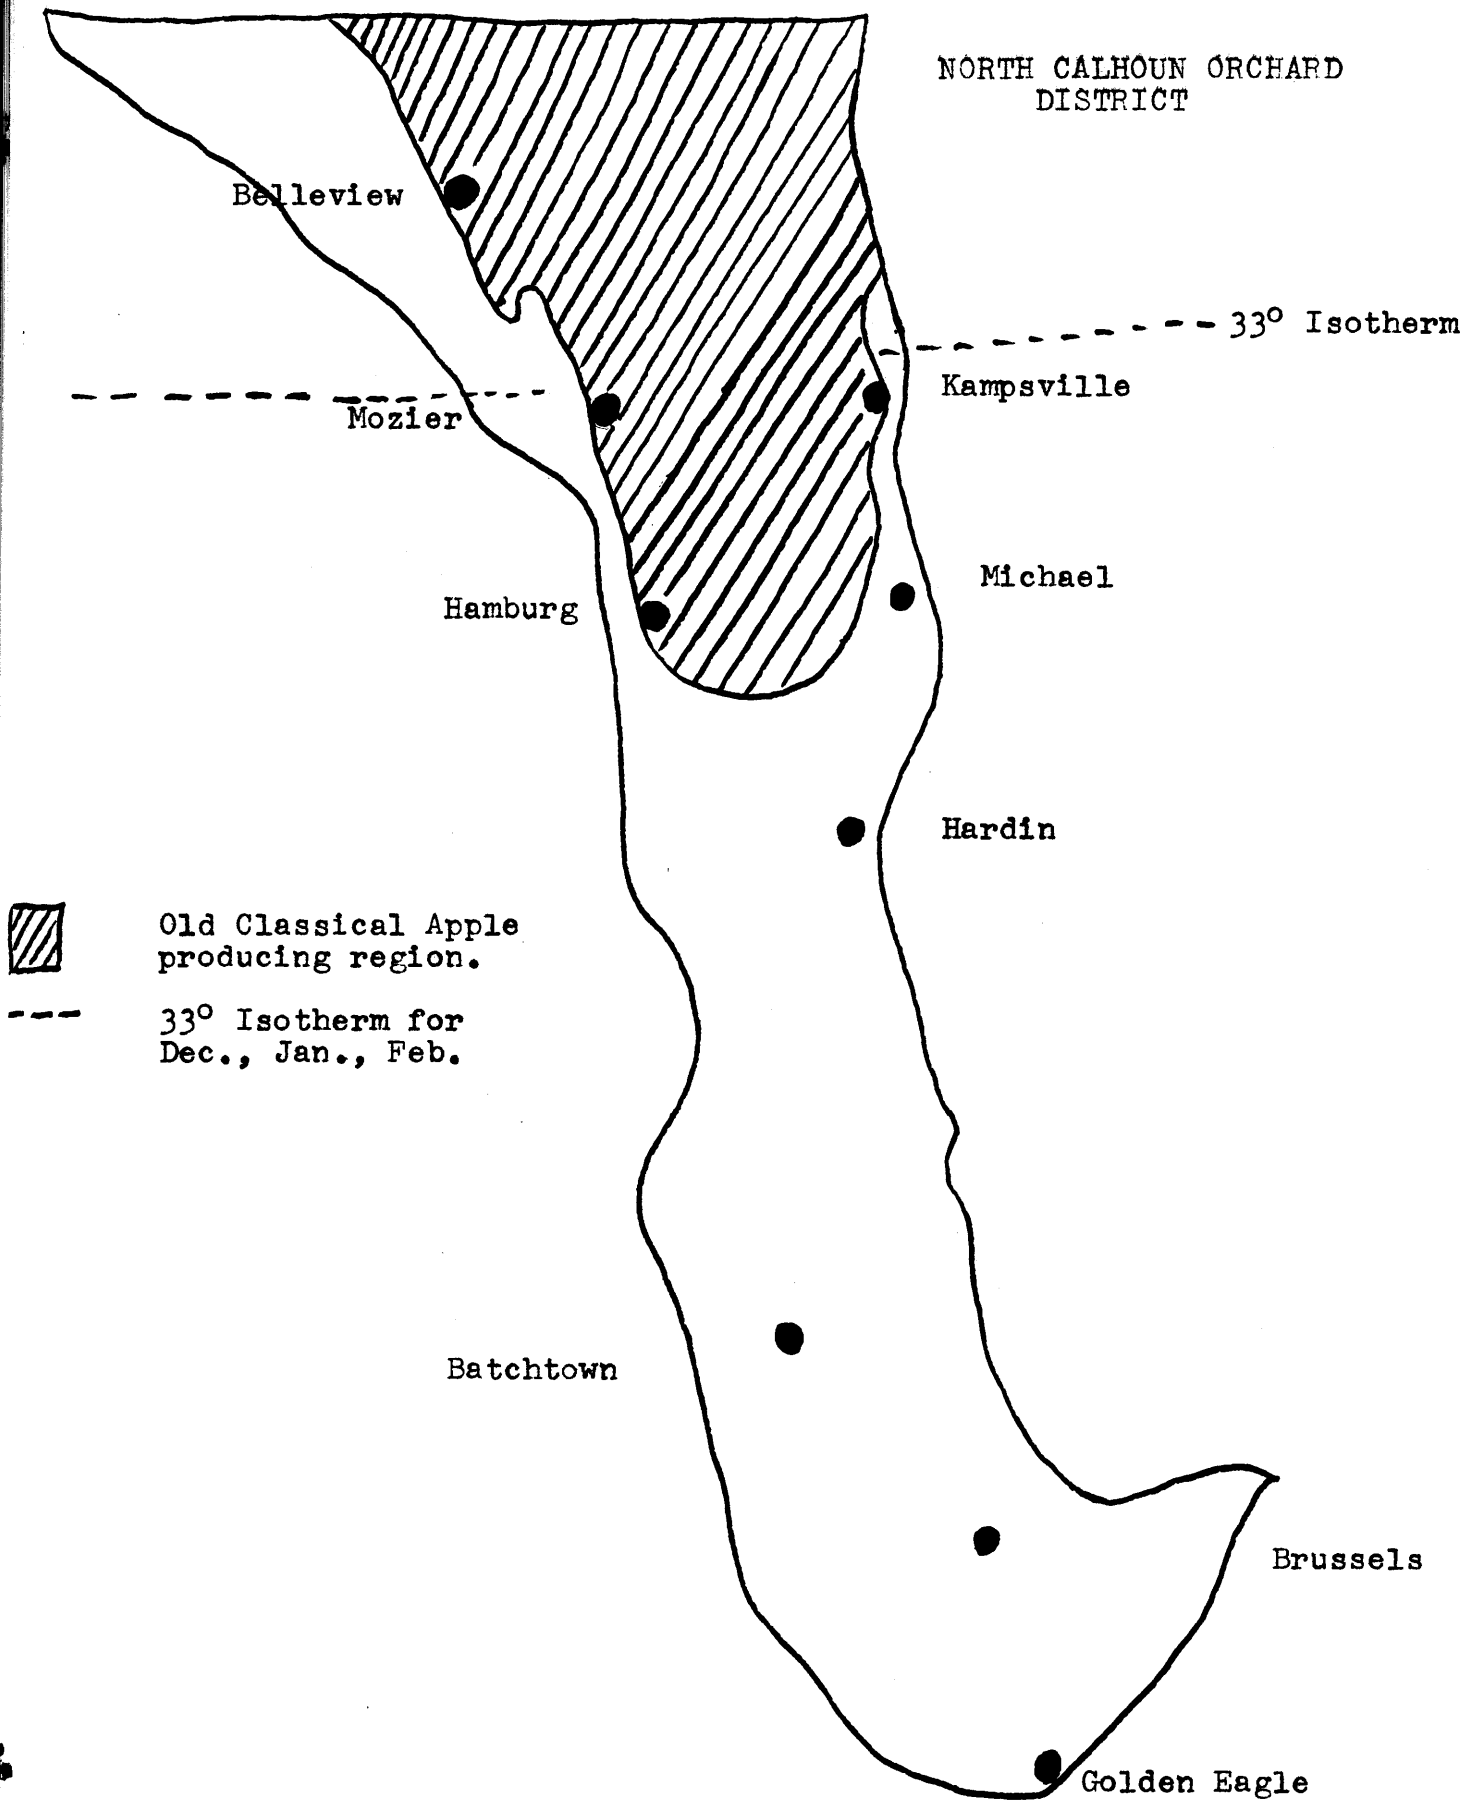 NORTH CALHOUN ORCHARD
DISTRICT
Belleview
33° Isotherm
Kampsville
Mozier
Michael
Hamburg
Hardin
Old Classical Apple
producing region.
33° Isotherm for
Dec., Jan., Feb.
Batchtown
Brussels
Golden Eagle